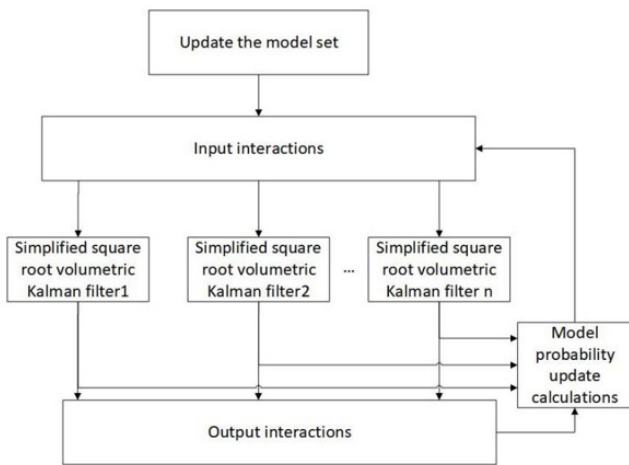 Update the model set
Input interactions
Simplified square
root volumetric
Kalman filter1
Simplified square
root volumetric
Kalman filter2
...
Simplified square
root volumetric
Kalman filter n
Model
probability
update
calculations
Output interactions